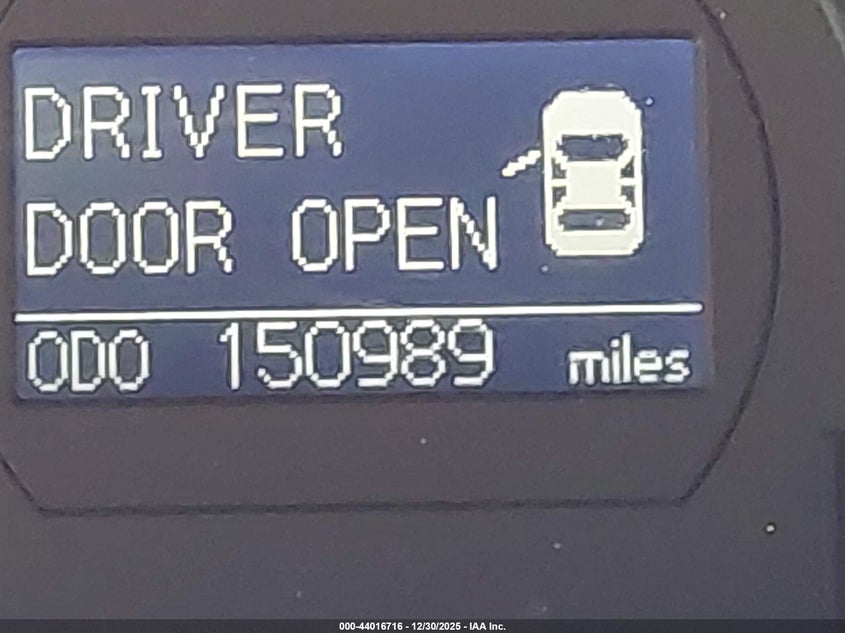 DRIVER
DOOR OPEN
ODO 150989 miles
000-44016716 - 12/30/2025 - IAA Inc.